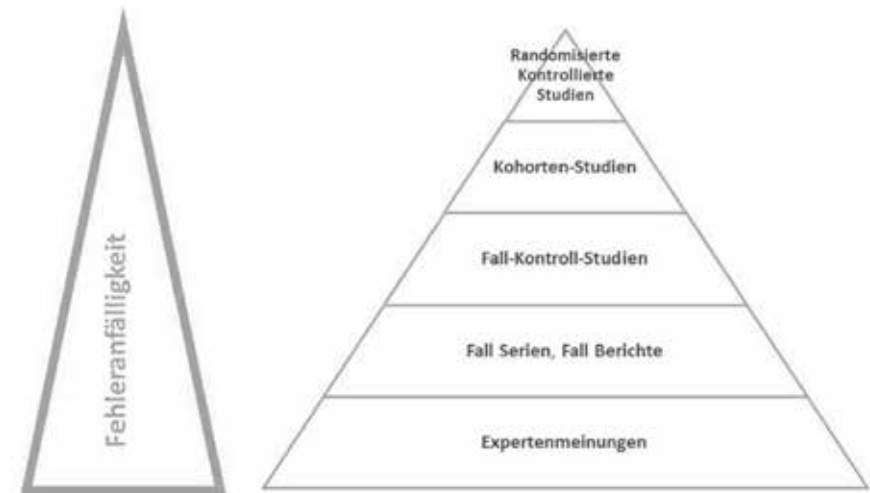 Fehleranfälligkeit
Randomisierte
Kontrollierte
Studien
Kohorten-Studien
Fall-Kontroll-Studien
Fall Serien, Fall Berichte
Expertenmeinungen